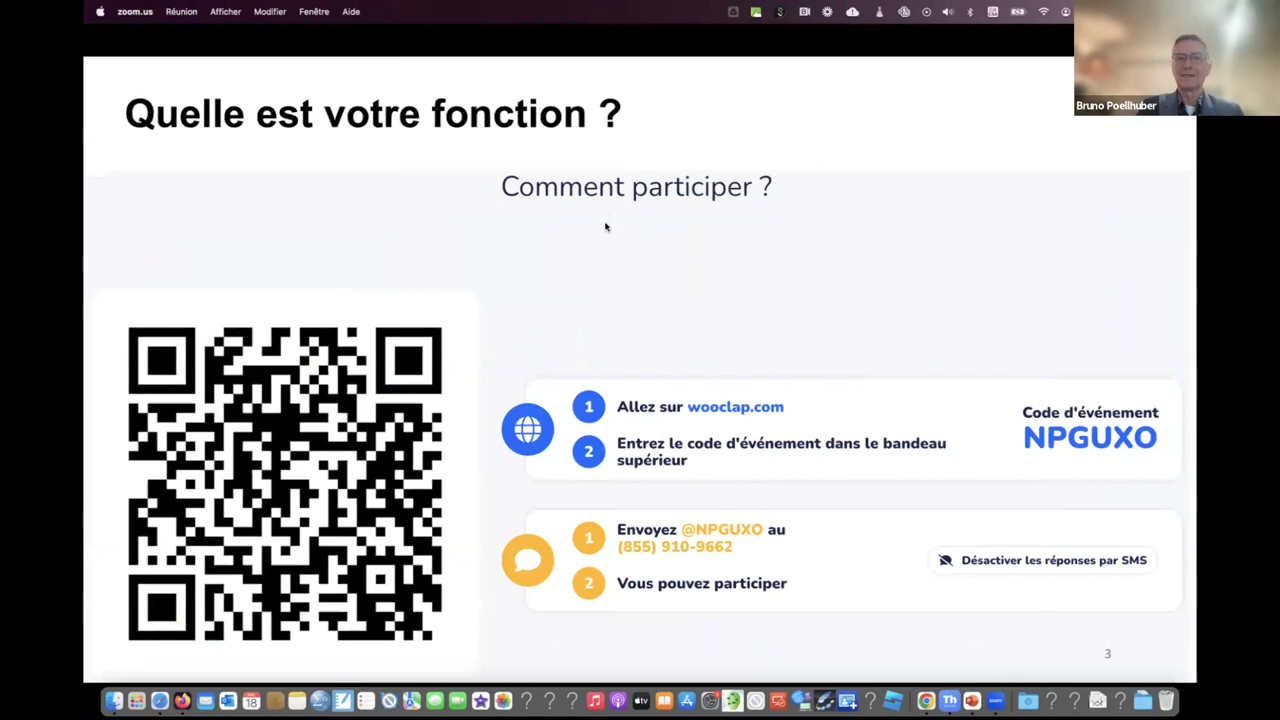 zoom.us Réunion Afficher Modifier Fenêtre Aide
Bruno Poellhuber
Quelle est votre fonction ?
Comment participer ?
1 Allez sur wooclap.com
2 Entrez le code d'événement dans le bandeau
supérieur
Code d'événement
NPGUXO
1 Envoyez @NPGUXO au
(855) 910-9662
2 Vous pouvez participer
Désactiver les réponses par SMS
3